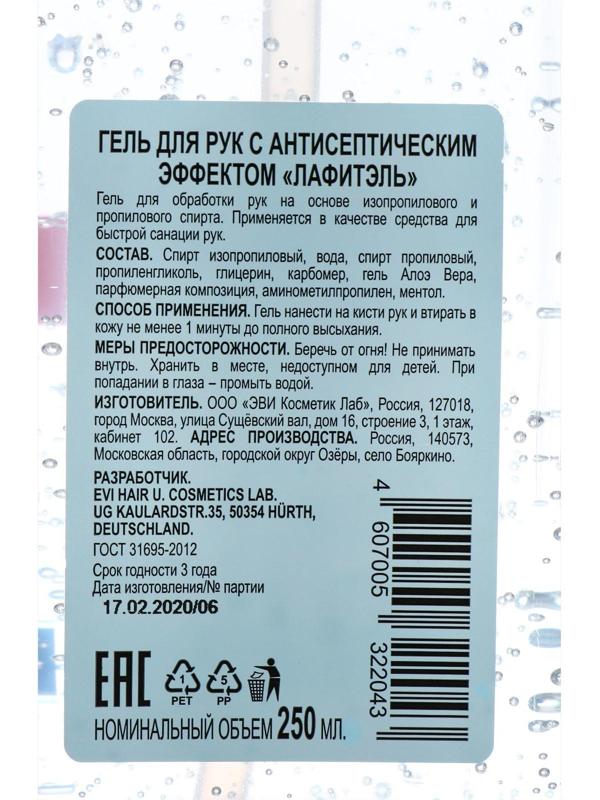 ГЕЛЬ ДЛЯ РУК С АНТИСЕПТИЧЕСКИМ
ЭФФЕКТОМ «ЛАФИТЭЛЬ»
Гель для обработки рук на основе изопропилового и
пропилового спирта. Применяется в качестве средства для
быстрой санации рук.
СОСТАВ. Спирт изопропиловый, вода, спирт пропиловый,
пропиленгликоль, глицерин, карбомер, гель Алоэ Вера,
парфюмерная композиция, аминометилпропилен, ментол.
СПОСОБ ПРИМЕНЕНИЯ. Гель нанести на кисти рук и втирать в
кожу не менее 1 минуты до полного высыхания.
МЕРЫ ПРЕДОСТОРОЖНОСТИ. Беречь от огня! Не принимать
внутрь. Хранить в месте, недоступном для детей. При
попадании в глаза – промыть водой.
ИЗГОТОВИТЕЛЬ. ООО «ЭВИ Косметик Лаб», Россия, 127018,
город Москва, улица Сущёвский вал, дом 16, строение 3, 1 этаж,
кабинет 102. АДРЕС ПРОИЗВОДСТВА. Россия, 140573,
Московская область, городской округ Озёры, село Бояркино.
РАЗРАБОТЧИК.
EVI HAIR U. COSMETICS LAB.
UG KAULARDSTR.35, 50354 HÜRTH,
DEUTSCHLAND.
ГОСТ 31695-2012
Срок годности 3 года
Дата изготовления/№ партии
17.02.2020/06
4 607005 322043
EAC
1
PET
5
PP
НОМИНАЛЬНЫЙ ОБЪЕМ 250 МЛ.